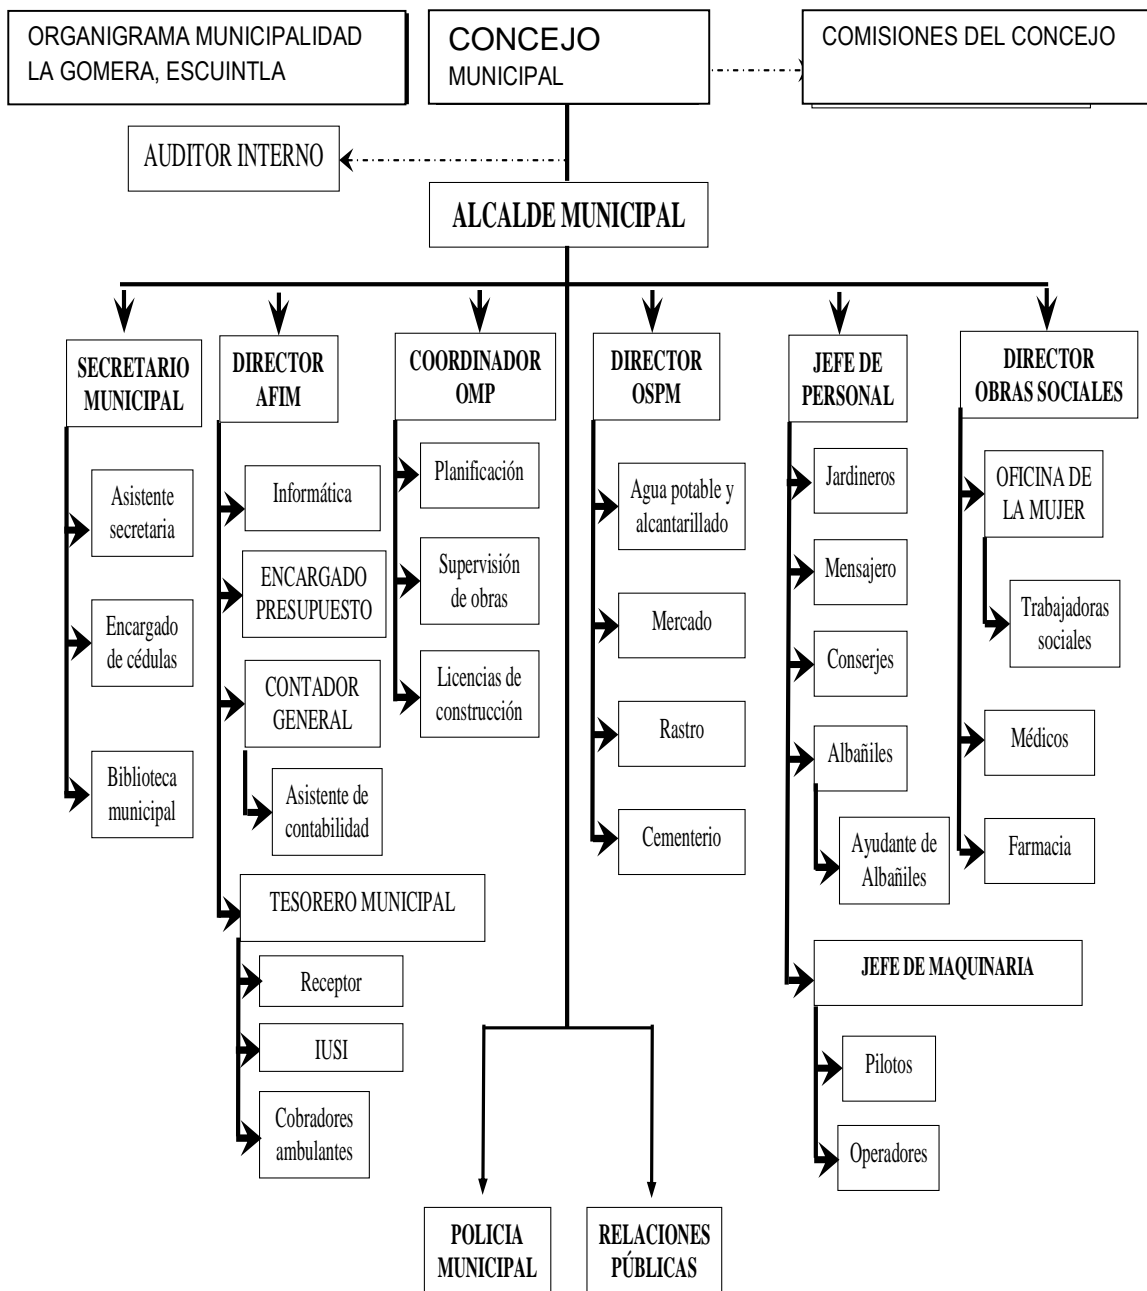 ORGANIGRAMA MUNICIPALIDAD
LA GOMERA, ESCUINTLA
CONCEJO
MUNICIPAL
COMISIONES DEL CONCEJO
AUDITOR INTERNO
ALCALDE MUNICIPAL
SECRETARIO
MUNICIPAL
Asistente
secretaria
Encargado
de cédulas
Biblioteca
municipal
DIRECTOR
AFIM
Informática
ENCARGADO
PRESUPUESTO
CONTADOR
GENERAL
Asistente de
contabilidad
TESORERO MUNICIPAL
Receptor
IUSI
Cobradores
ambulantes
COORDINADOR
OMP
Planificación
Supervisión
de obras
Licencias de
construcción
DIRECTOR
OSPM
Agua potable y
alcantarillado
Mercado
Rastro
Cementerio
JEFE DE
PERSONAL
Jardineros
Mensajero
Conserjes
Albañiles
Ayudante de
Albañiles
JEFE DE MAQUINARIA
Pilotos
Operadores
DIRECTOR
OBRAS SOCIALES
OFICINA DE
LA MUJER
Trabajadoras
sociales
Médicos
Farmacia
POLICIA
MUNICIPAL
RELACIONES
PÚBLICAS